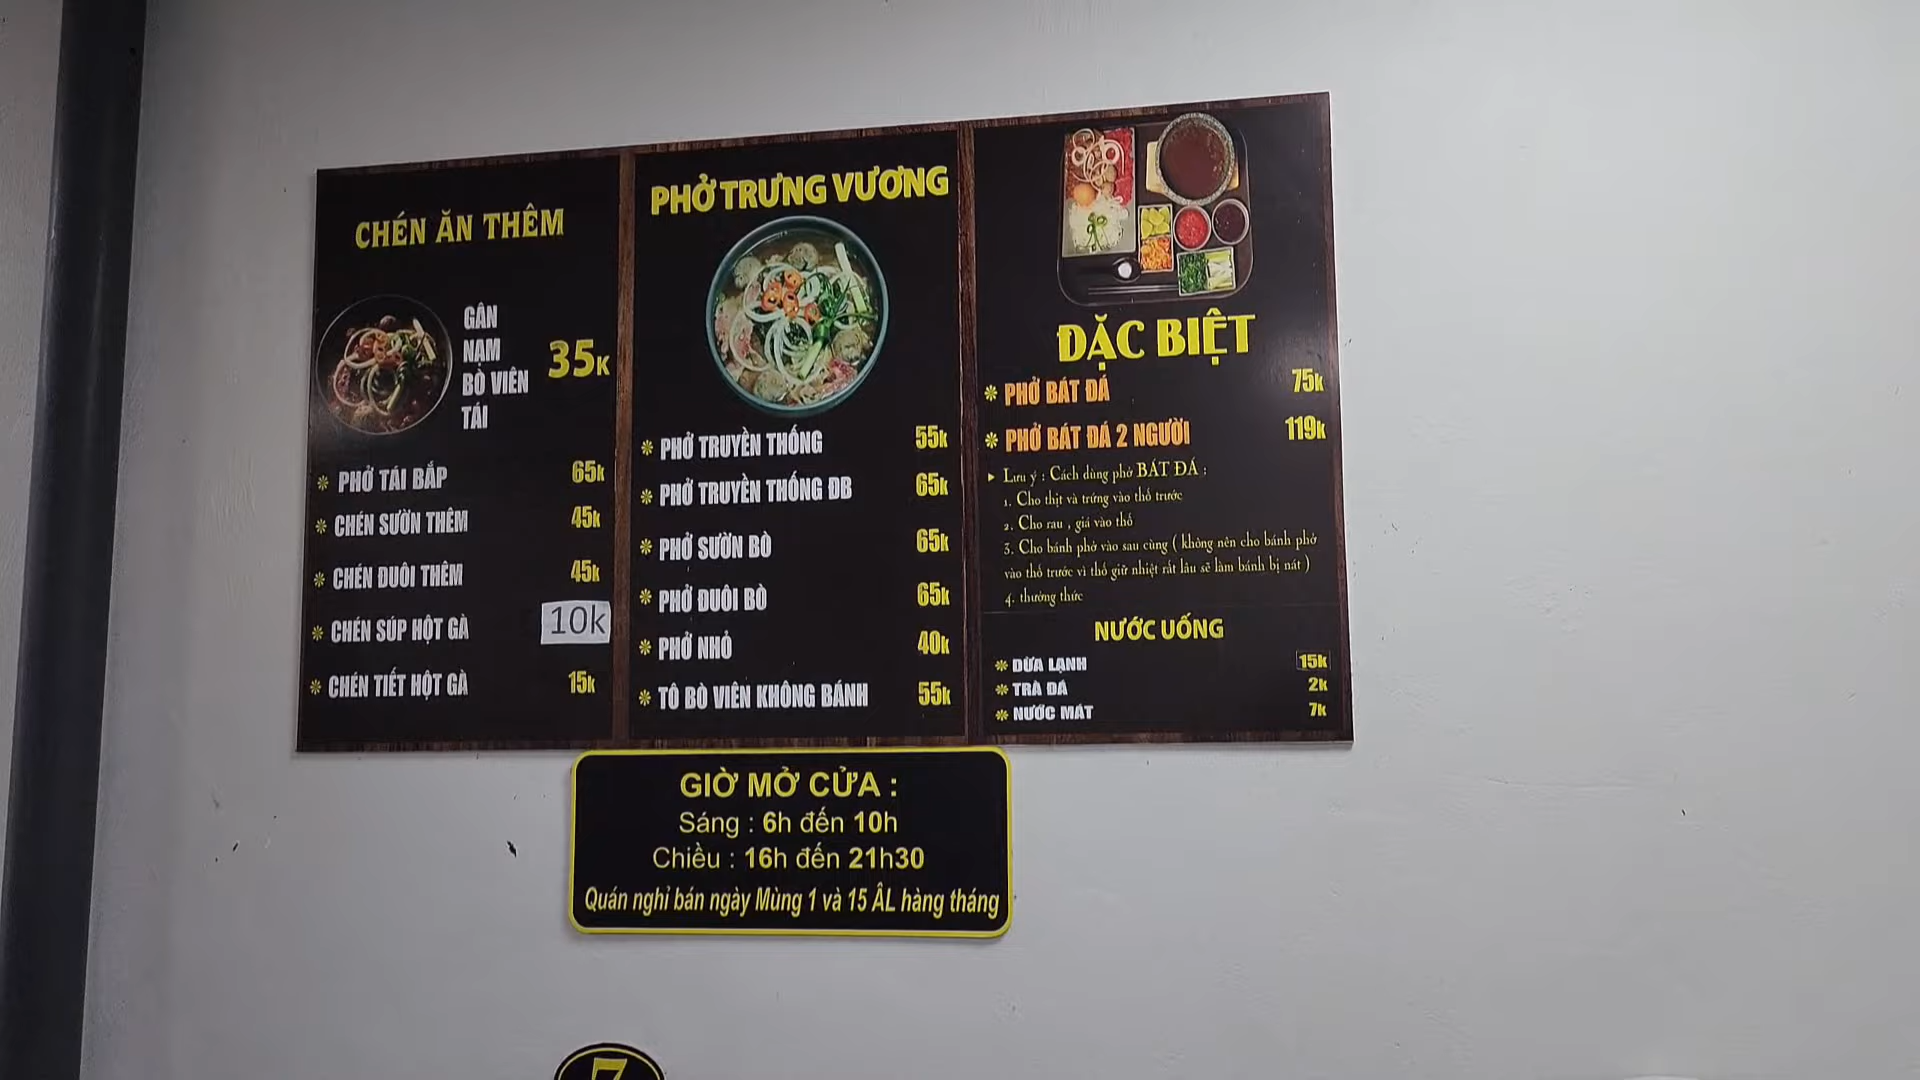 CHÉN ĂN THÊM
GÂN
NẠM
BÒ VIÊN
TÁI
35K
PHỞ TÁI BẮP 65k
CHÉN SƯỜN THÊM 45k
CHÉN ĐUÔI THÊM 45k
CHÉN SÚP HỘT GÀ 10k
CHÉN TIẾT HỘT GÀ 15k
PHỞ TRƯNG VƯƠNG
PHỞ TRUYỀN THỐNG 55k
PHỞ TRUYỀN THỐNG ĐB 65k
PHỞ SƯỜN BÒ 65k
PHỞ ĐUÔI BÒ 65k
PHỞ NHỎ 40k
TÔ BÒ VIÊN KHÔNG BÁNH 55k
ĐẶC BIỆT
PHỞ BÁT ĐÁ 75k
PHỞ BÁT ĐÁ 2 NGƯỜI 119k
Lưu ý : Cách dùng phở BÁT ĐÁ :
1. Cho thịt và trứng vào thố trước
2. Cho rau , giá vào thố
3. Cho bánh phở vào sau cùng ( không nên cho bánh phở
vào thố trước vì thố giữ nhiệt rất lâu sẽ làm bánh bị nát )
4. thưởng thức
NƯỚC UỐNG
DỪA LẠNH 15k
TRÀ ĐÁ 2k
NƯỚC MÁT 7k
GIỜ MỞ CỬA :
Sáng : 6h đến 10h
Chiều : 16h đến 21h30
Quán nghỉ bán ngày Mùng 1 và 15 ÂL hàng tháng
7